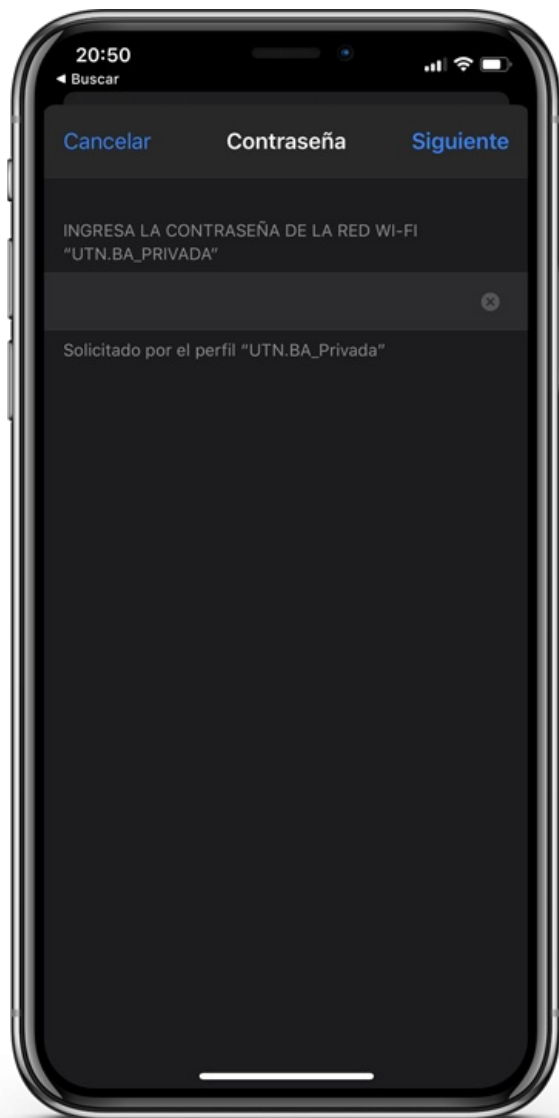 20:50
◀ Buscar
Cancelar
Contraseña
Siguiente
INGRESA LA CONTRASEÑA DE LA RED WI-FI
“UTN.BA_PRIVADA”
Solicitado por el perfil “UTN.BA_Privada”